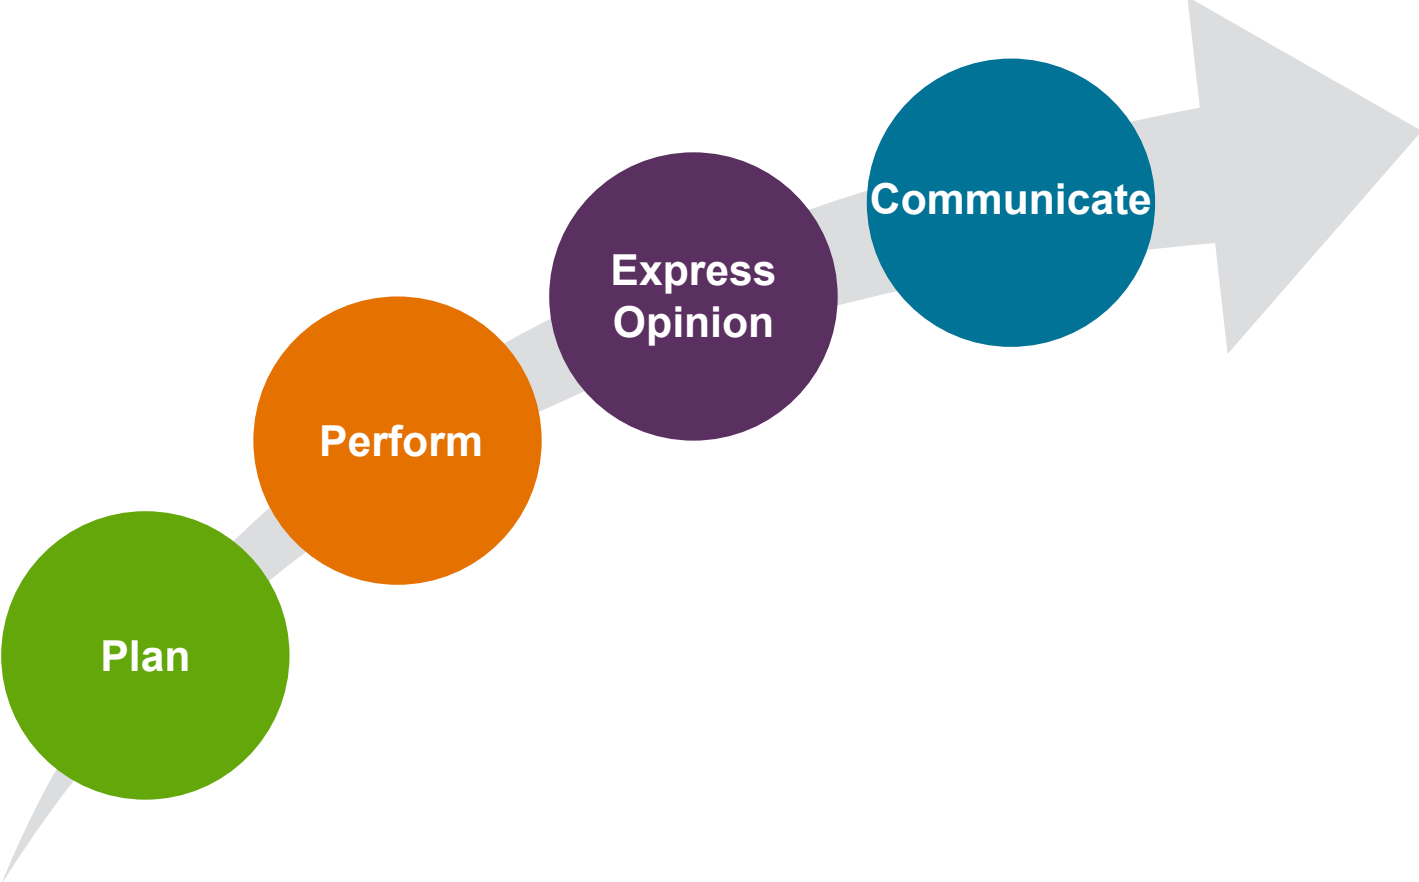 Plan
Perform
Express
Opinion
Communicate